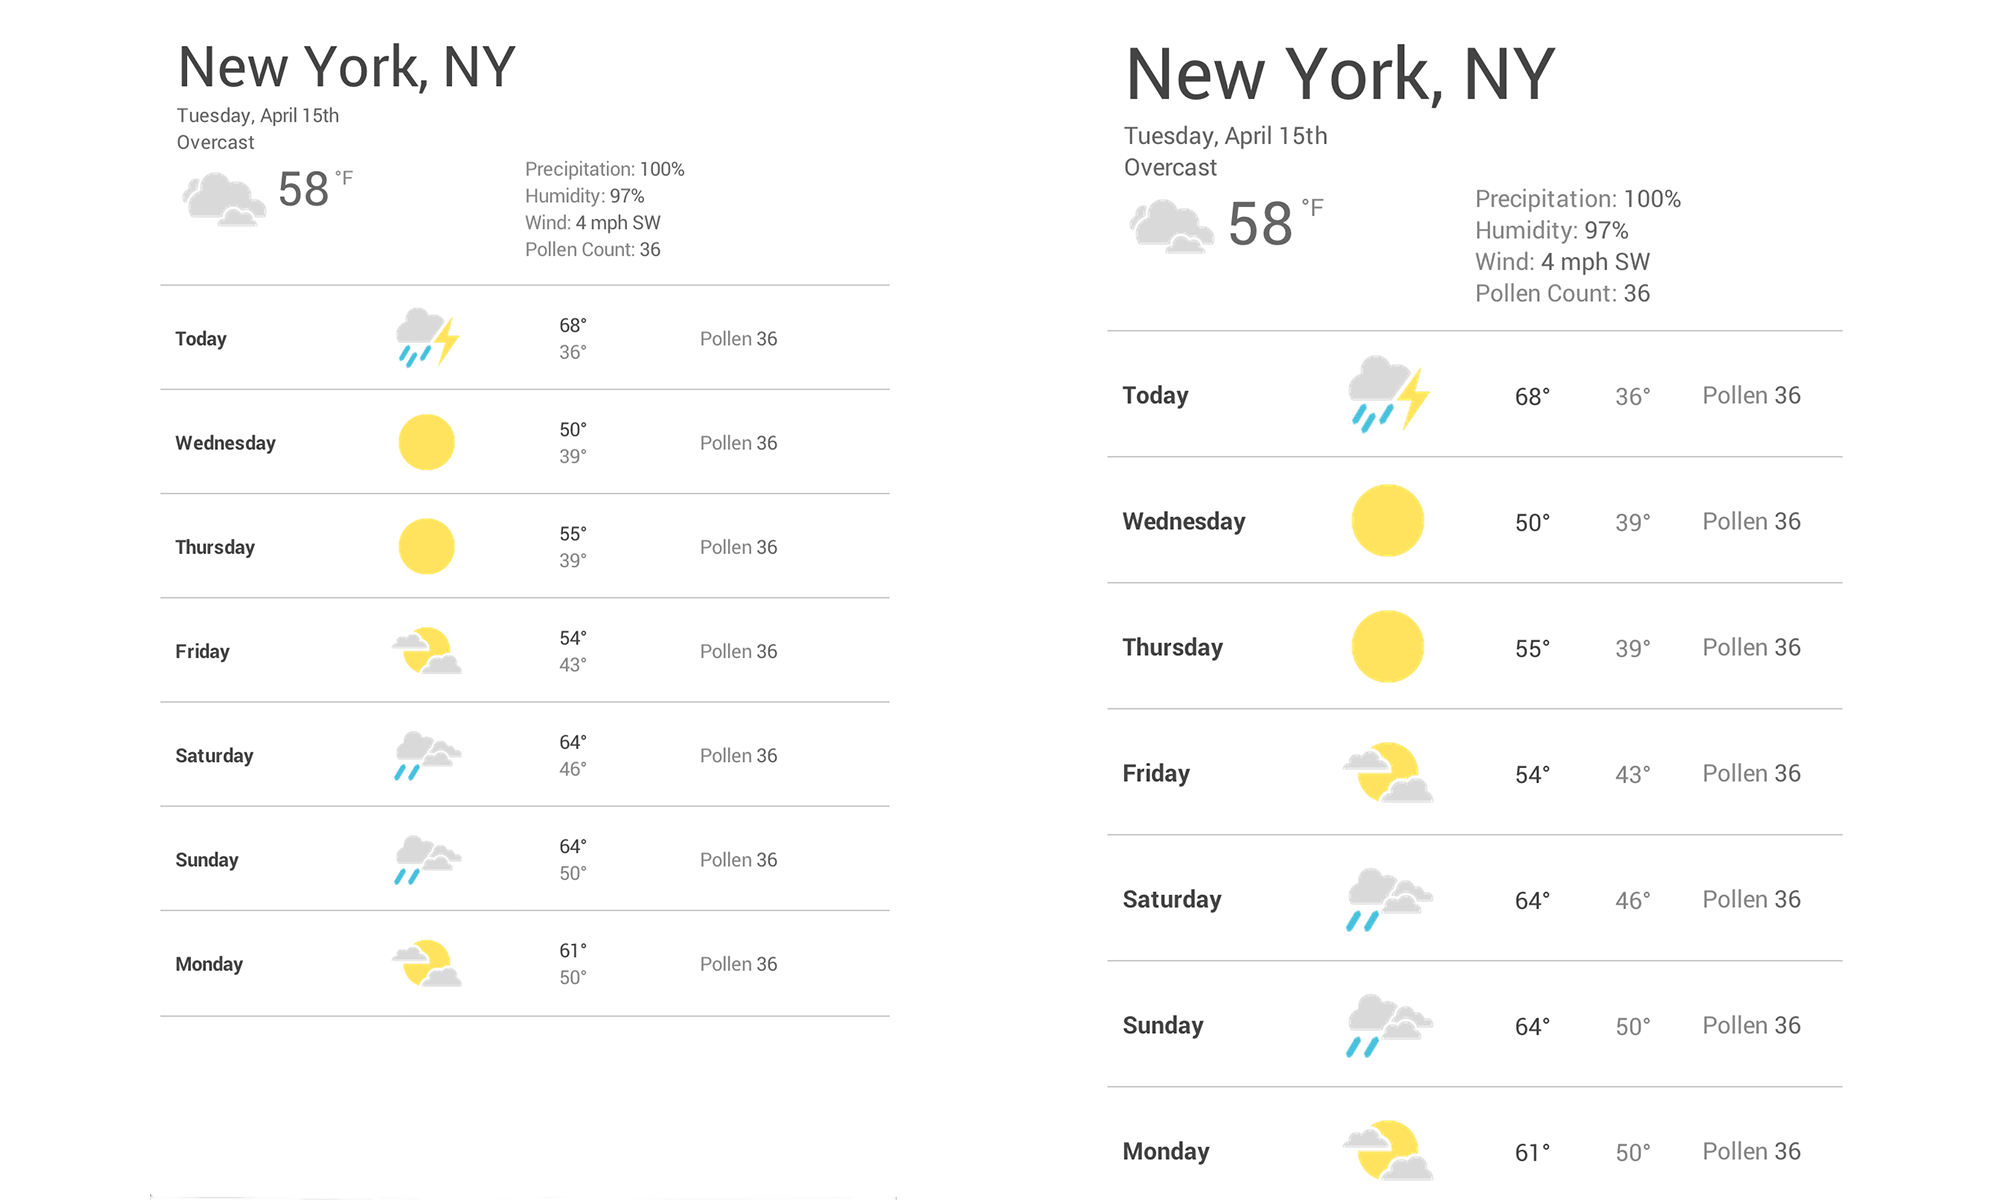 New York, NY
Tuesday, April 15th
Overcast
58 °F
Precipitation: 100%
Humidity: 97%
Wind: 4 mph SW
Pollen Count: 36
Today 68° Pollen 36
36°
Wednesday 50° Pollen 36
39°
Thursday 55° Pollen 36
39°
Friday 54° Pollen 36
43°
Saturday 64° Pollen 36
46°
Sunday 64° Pollen 36
50°
Monday 61° Pollen 36
50°
New York, NY
Tuesday, April 15th
Overcast
58 °F
Precipitation: 100%
Humidity: 97%
Wind: 4 mph SW
Pollen Count: 36
Today 68° 36° Pollen 36
Wednesday 50° 39° Pollen 36
Thursday 55° 39° Pollen 36
Friday 54° 43° Pollen 36
Saturday 64° 46° Pollen 36
Sunday 64° 50° Pollen 36
Monday 61° 50° Pollen 36